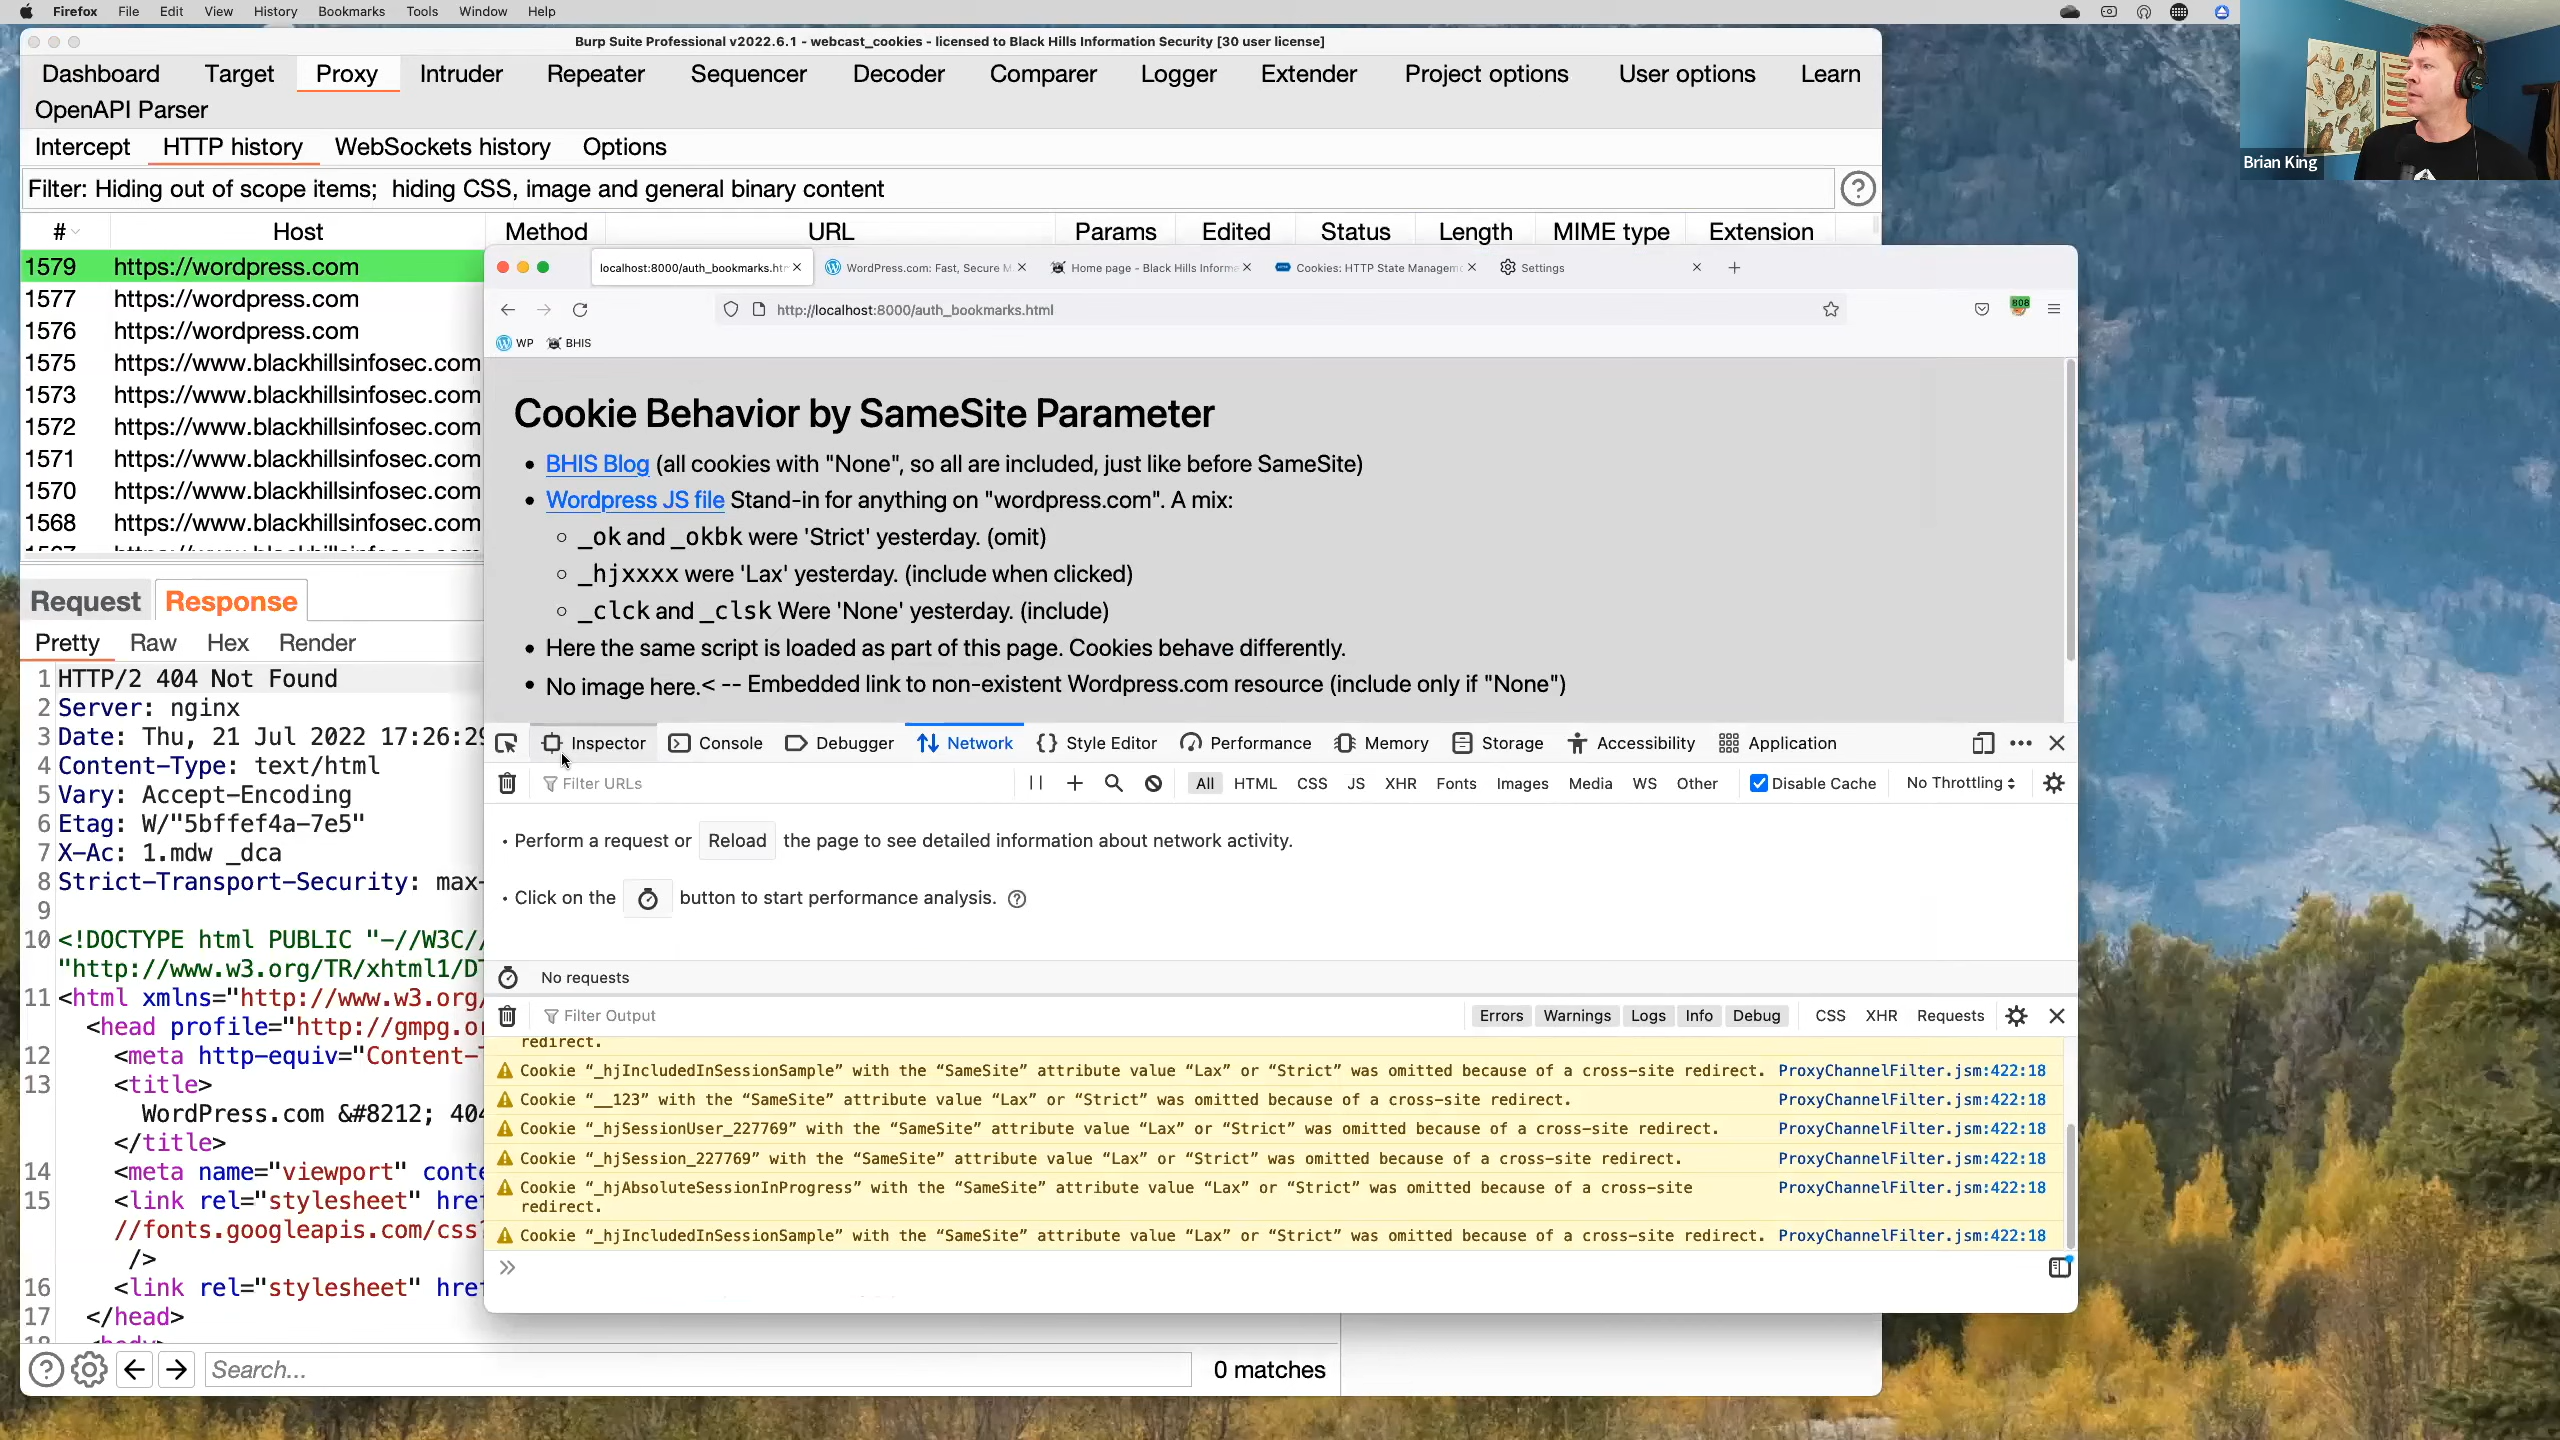 Firefox File Edit View History Bookmarks Tools Window Help
Burp Suite Professional v2022.6.1 - webcast_cookies - licensed to Black Hills Information Security [30 user license]
Dashboard Target Proxy Intruder Repeater Sequencer Decoder Comparer Logger Extender Project options User options Learn
OpenAPI Parser
Intercept HTTP history WebSockets history Options
Filter: Hiding out of scope items; hiding CSS, image and general binary content
# Host Method URL Params Edited Status Length MIME type Extension
1579 https://wordpress.com
1577 https://wordpress.com
1576 https://wordpress.com
1575 https://www.blackhillsinfosec.com
1573 https://www.blackhillsinfosec.com
1572 https://www.blackhillsinfosec.com
1571 https://www.blackhillsinfosec.com
1570 https://www.blackhillsinfosec.com
1568 https://www.blackhillsinfosec.com
Request Response
Pretty Raw Hex Render
1 HTTP/2 404 Not Found
2 Server: nginx
3 Date: Thu, 21 Jul 2022 17:26:29
4 Content-Type: text/html
5 Vary: Accept-Encoding
6 Etag: W/"5bffef4a-7e5"
7 X-Ac: 1.mdw _dca
8 Strict-Transport-Security: max-
9
10 <!DOCTYPE html PUBLIC "-//W3C//
"http://www.w3.org/TR/xhtml1/DT
11 <html xmlns="http://www.w3.org/
<head profile="http://gmpg.or
12 <meta http-equiv="Content-T
13 <title>
WordPress.com &#8212; 404
</title>
14 <meta name="viewport" conte
15 <link rel="stylesheet" href
//fonts.googleapis.com/css?
/>
16 <link rel="stylesheet" href
17 </head>
18 <body>
Search... 0 matches
localhost:8000/auth_bookmarks.htm WordPress.com: Fast, Secure M Home page - Black Hills Informa Cookies: HTTP State Managem Settings
http://localhost:8000/auth_bookmarks.html
808
WP BHIS
Cookie Behavior by SameSite Parameter
• BHIS Blog (all cookies with "None", so all are included, just like before SameSite)
• Wordpress JS file Stand-in for anything on "wordpress.com". A mix:
◦ _ok and _okbk were 'Strict' yesterday. (omit)
◦ _hjxxxx were 'Lax' yesterday. (include when clicked)
◦ _clck and _clsk Were 'None' yesterday. (include)
• Here the same script is loaded as part of this page. Cookies behave differently.
• No image here.< -- Embedded link to non-existent Wordpress.com resource (include only if "None")
Inspector Console Debugger Network Style Editor Performance Memory Storage Accessibility Application
Filter URLs All HTML CSS JS XHR Fonts Images Media WS Other Disable Cache No Throttling
• Perform a request or Reload the page to see detailed information about network activity.
• Click on the button to start performance analysis.
No requests
Filter Output Errors Warnings Logs Info Debug CSS XHR Requests
redirect.
Cookie “_hjIncludedInSessionSample” with the “SameSite” attribute value “Lax” or “Strict” was omitted because of a cross-site redirect. ProxyChannelFilter.jsm:422:18
Cookie “__123” with the “SameSite” attribute value “Lax” or “Strict” was omitted because of a cross-site redirect. ProxyChannelFilter.jsm:422:18
Cookie “_hjSessionUser_227769” with the “SameSite” attribute value “Lax” or “Strict” was omitted because of a cross-site redirect. ProxyChannelFilter.jsm:422:18
Cookie “_hjSession_227769” with the “SameSite” attribute value “Lax” or “Strict” was omitted because of a cross-site redirect. ProxyChannelFilter.jsm:422:18
Cookie “_hjAbsoluteSessionInProgress” with the “SameSite” attribute value “Lax” or “Strict” was omitted because of a cross-site ProxyChannelFilter.jsm:422:18
redirect.
Cookie “_hjIncludedInSessionSample” with the “SameSite” attribute value “Lax” or “Strict” was omitted because of a cross-site redirect. ProxyChannelFilter.jsm:422:18
Brian King